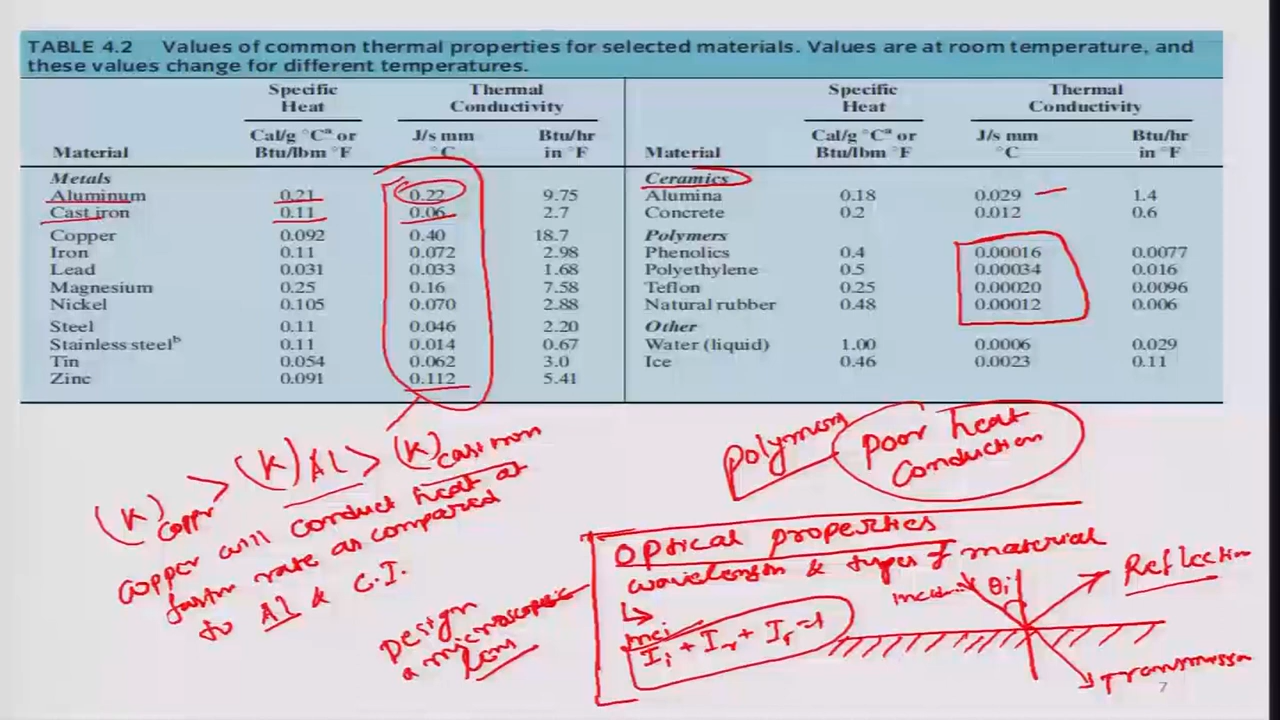 TABLE 4.2 Values of common thermal properties for selected materials. Values are at room temperature, and
these values change for different temperatures.
Specific Heat Thermal Conductivity Specific Heat Thermal Conductivity
Material Cal/g °Cª or Btu/lbm °F J/s mm °C Btu/hr in °F Material Cal/g °Cª or Btu/lbm °F J/s mm °C Btu/hr in °F
Metals Ceramics
Aluminum 0.21 0.22 9.75 Alumina 0.18 0.029 1.4
Cast iron 0.11 0.06 2.7 Concrete 0.2 0.012 0.6
Copper 0.092 0.40 18.7 Polymers
Iron 0.11 0.072 2.98 Phenolics 0.4 0.00016 0.0077
Lead 0.031 0.033 1.68 Polyethylene 0.5 0.00034 0.016
Magnesium 0.25 0.16 7.58 Teflon 0.25 0.00020 0.0096
Nickel 0.105 0.070 2.88 Natural rubber 0.48 0.00012 0.006
Steel 0.11 0.046 2.20 Other
Stainless steelᵇ 0.11 0.014 0.67 Water (liquid) 1.00 0.0006 0.029
Tin 0.054 0.062 3.0 Ice 0.46 0.0023 0.11
Zinc 0.091 0.112 5.41
(K) copper > (K) Al > (K) cast iron
copper will conduct heat at
faster rate as compared
to Al & C.I.
polymers poor heat
conduction
Optical properties
wavelength & types of material
Ii + Ir + It = 1
Design
a microscopic
lens
incident θi Reflection
Transmission
7